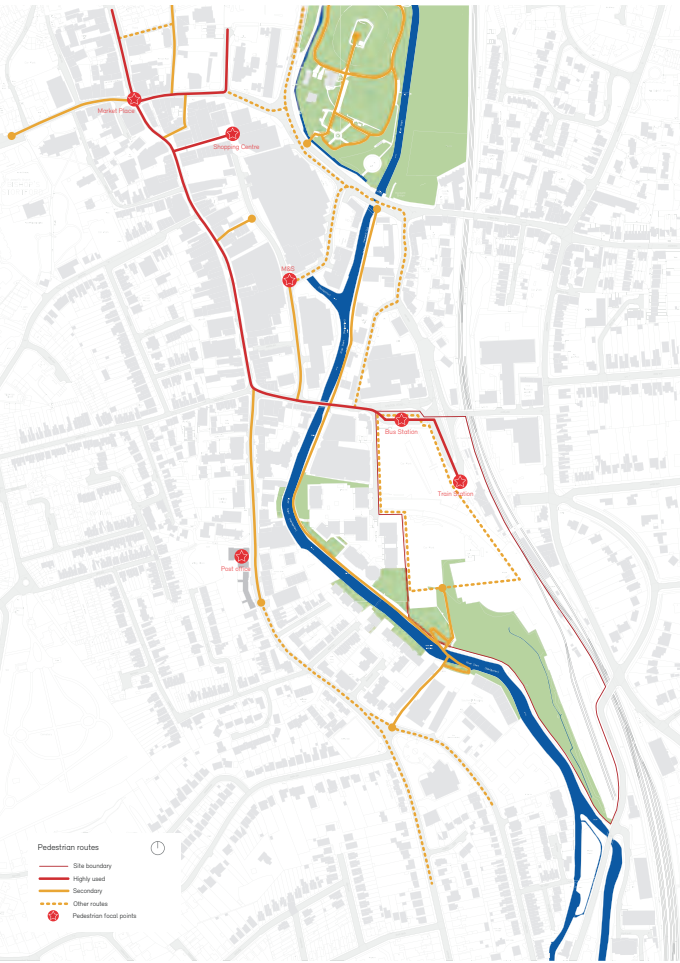 Market Place
Shopping Centre
M&S
Bus Station
Train Station
Post office
Pedestrian routes
Site boundary
Highly used
Secondary
Other routes
Pedestrian focal points